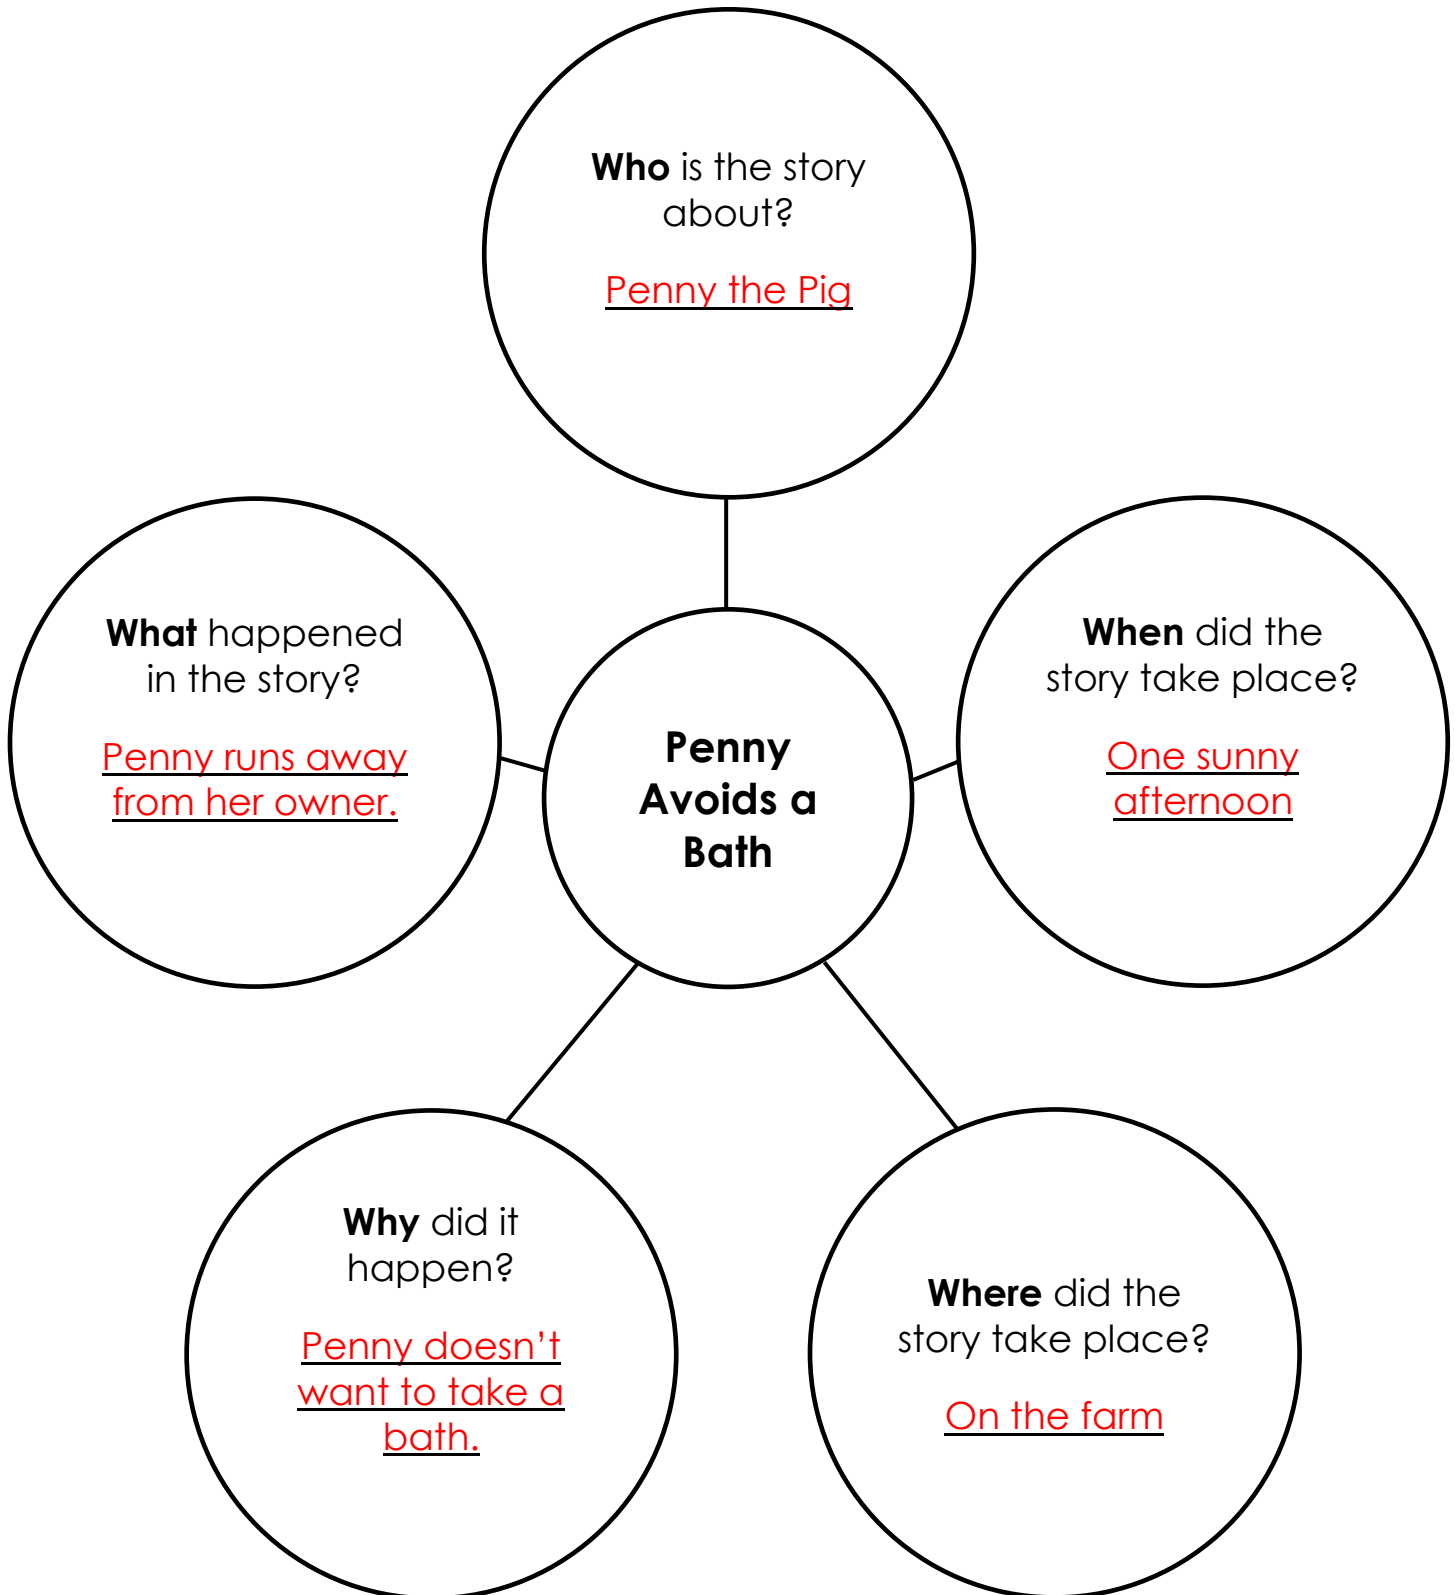 Who is the story
about?
Penny the Pig
What happened
in the story?
Penny runs away
from her owner.
Penny
Avoids a
Bath
When did the
story take place?
One sunny
afternoon
Why did it
happen?
Penny doesn’t
want to take a
bath.
Where did the
story take place?
On the farm